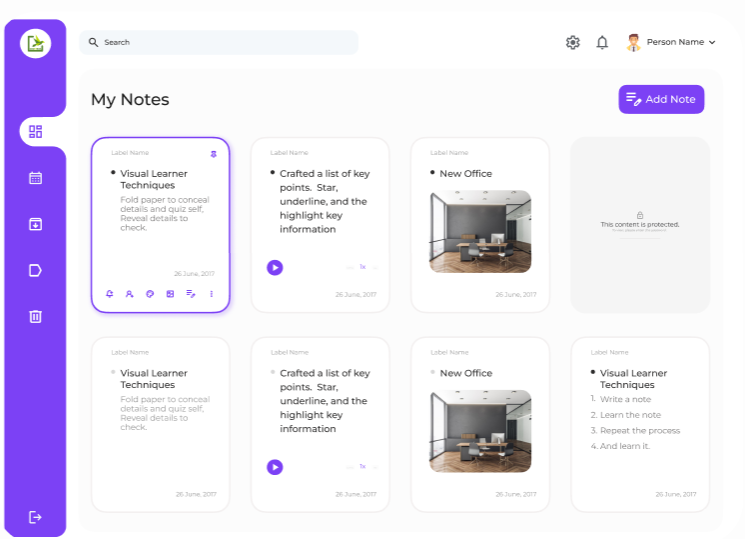 Search
Person Name
My Notes
Add Note
Label Name
Visual Learner
Techniques
Fold paper to conceal
details and quiz self,
Reveal details to
check.
26 June, 2017
Label Name
Crafted a list of key
points. Star,
underline, and the
highlight key
information
1x
26 June, 2017
Label Name
New Office
26 June, 2017
This content is protected.
Label Name
Visual Learner
Techniques
Fold paper to conceal
details and quiz self,
Reveal details to
check.
26 June, 2017
Label Name
Crafted a list of key
points. Star,
underline, and the
highlight key
information
1x
26 June, 2017
Label Name
New Office
26 June, 2017
Label Name
Visual Learner
Techniques
1. Write a note
2. Learn the note
3. Repeat the process
4. And learn it.
26 June, 2017